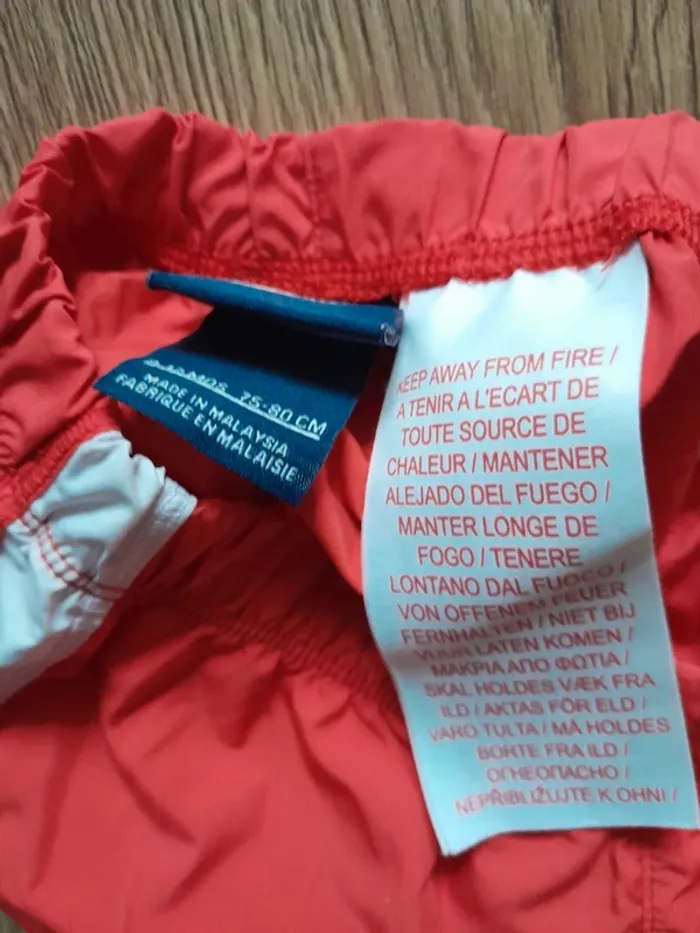 75-80 CM
MADE IN MALAYSIA
FABRIQUE EN MALAISIE
KEEP AWAY FROM FIRE /
A TENIR A L'ECART DE
TOUTE SOURCE DE
CHALEUR / MANTENER
ALEJADO DEL FUEGO /
MANTER LONGE DE
FOGO / TENERE
LONTANO DAL FUOCO /
VON OFFENEM FEUER
FERNHALTEN / NIET BIJ
VUUR LATEN KOMEN /
ΜΑΚΡΙΑ ΑΠΟ ΦΩΤΙΑ /
SKAL HOLDES VÆK FRA
ILD / AKTAS FÖR ELD /
VARO TULTA / MÅ HOLDES
BORTE FRA ILD /
ОГНЕОПАСНО /
NEPŘIBLIŽUJTE K OHNI /